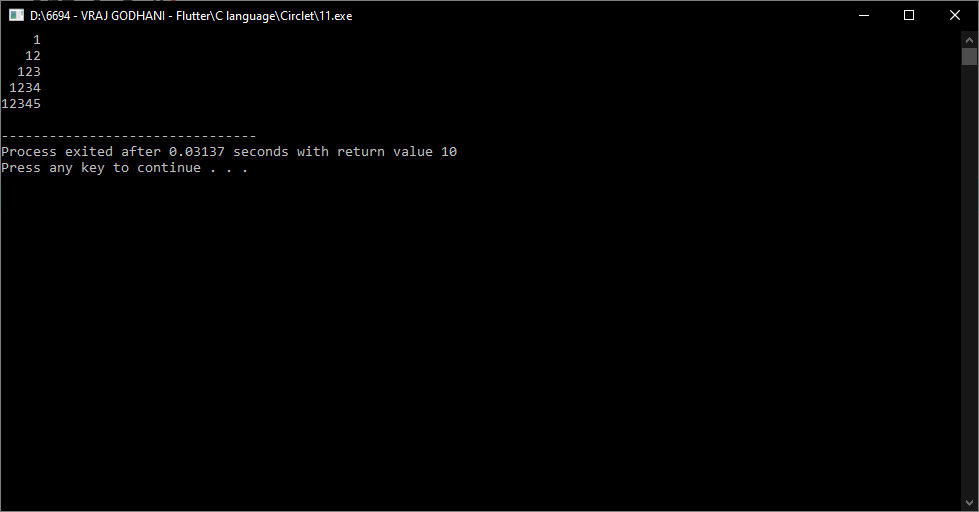 D:\6694 - VRAJ GODHANI - Flutter\C language\Circlet\11.exe
    1
   12
  123
 1234
12345
--------------------------------
Process exited after 0.03137 seconds with return value 10
Press any key to continue . . .